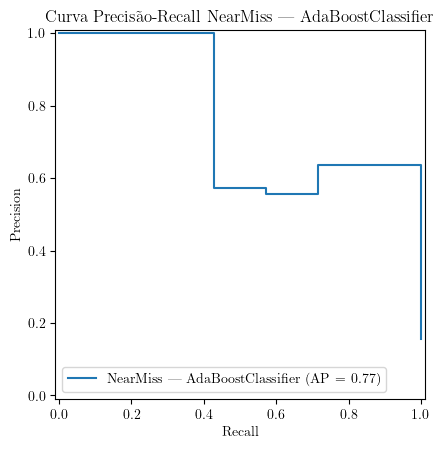 Curva Precisão-Recall NearMiss — AdaBoostClassifier
1.0
0.8
0.6
0.4
0.2
0.0
Precision
NearMiss — AdaBoostClassifier (AP = 0.77)
0.0 0.2 0.4 0.6 0.8 1.0
Recall